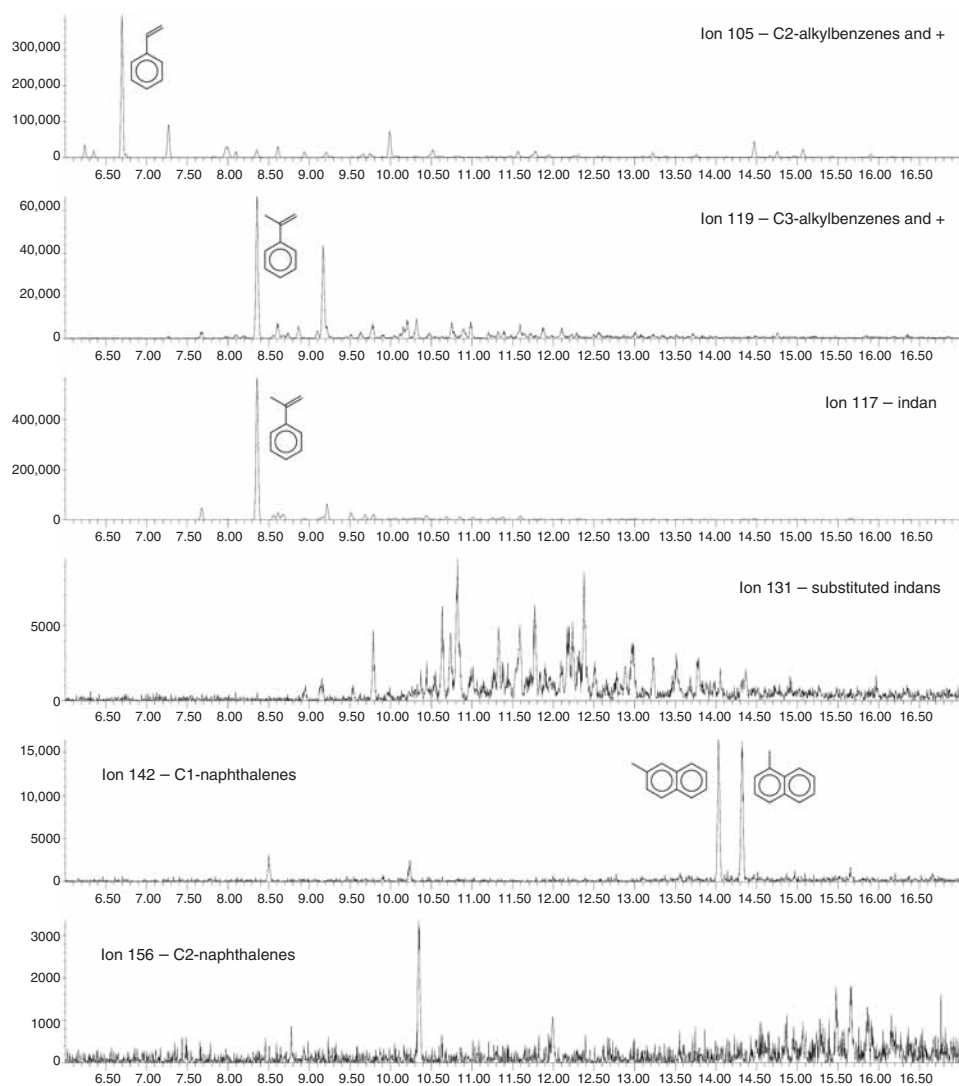 Ion 105 – C2-alkylbenzenes and +
300,000
200,000
100,000
0
6.50 7.00 7.50 8.00 8.50 9.00 9.50 10.00 10.50 11.00 11.50 12.00 12.50 13.00 13.50 14.00 14.50 15.00 15.50 16.00 16.50
Ion 119 – C3-alkylbenzenes and +
60,000
40,000
20,000
0
6.50 7.00 7.50 8.00 8.50 9.00 9.50 10.00 10.50 11.00 11.50 12.00 12.50 13.00 13.50 14.00 14.50 15.00 15.50 16.00 16.50
Ion 117 – indan
400,000
200,000
0
6.50 7.00 7.50 8.00 8.50 9.00 9.50 10.00 10.50 11.00 11.50 12.00 12.50 13.00 13.50 14.00 14.50 15.00 15.50 16.00 16.50
Ion 131 – substituted indans
5000
0
6.50 7.00 7.50 8.00 8.50 9.00 9.50 10.00 10.50 11.00 11.50 12.00 12.50 13.00 13.50 14.00 14.50 15.00 15.50 16.00 16.50
15,000
Ion 142 – C1-naphthalenes
10,000
5000
0
6.50 7.00 7.50 8.00 8.50 9.00 9.50 10.00 10.50 11.00 11.50 12.00 12.50 13.00 13.50 14.00 14.50 15.00 15.50 16.00 16.50
3000
Ion 156 – C2-naphthalenes
2000
1000
0
6.50 7.00 7.50 8.00 8.50 9.00 9.50 10.00 10.50 11.00 11.50 12.00 12.50 13.00 13.50 14.00 14.50 15.00 15.50 16.00 16.50